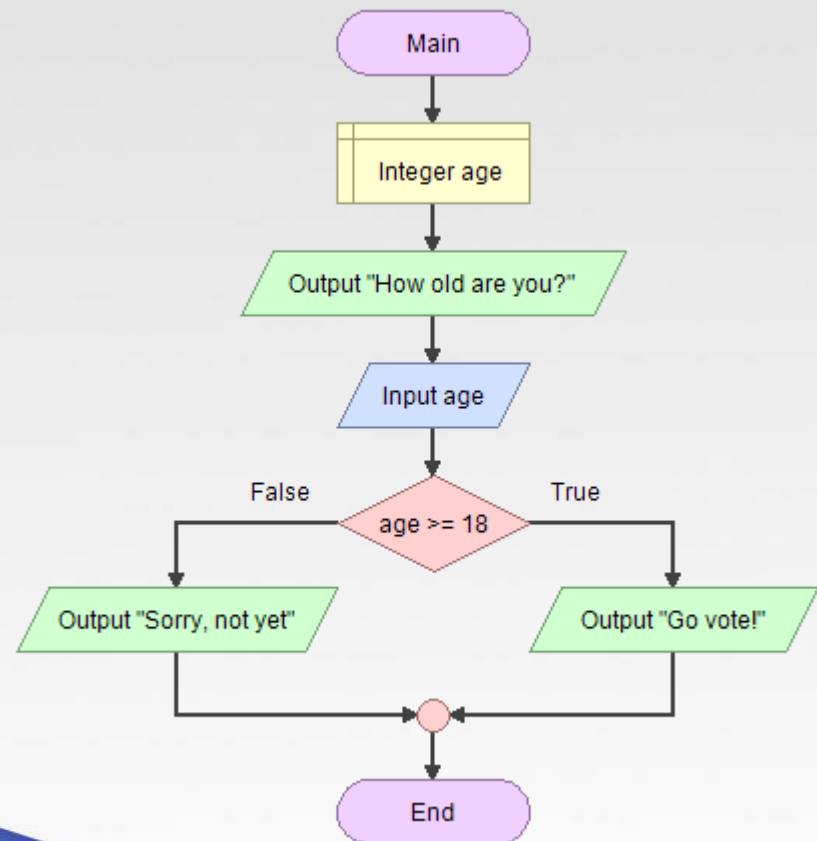 Main
Integer age
Output "How old are you?"
Input age
False
True
age >= 18
Output "Sorry, not yet"
Output "Go vote!"
End